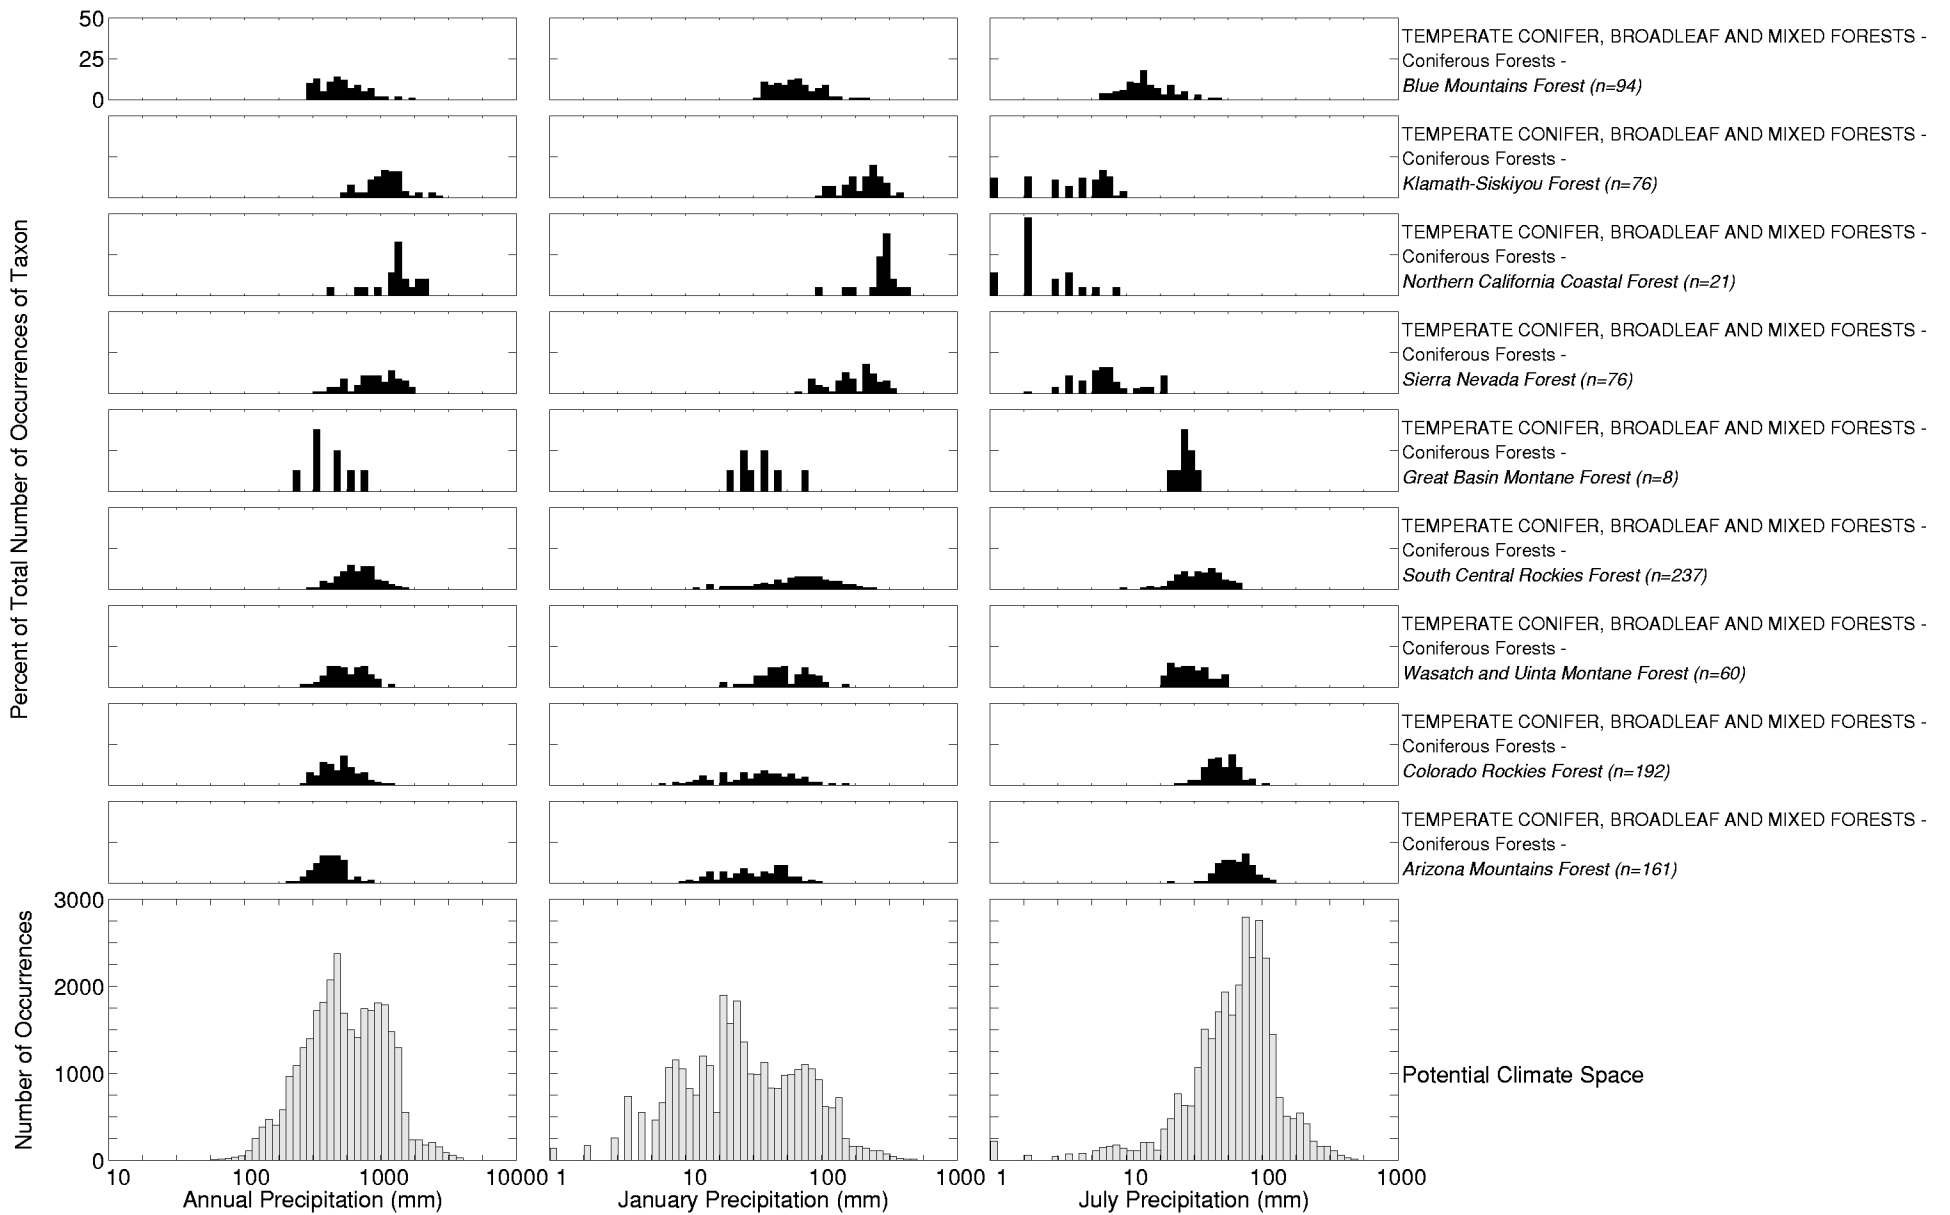 50
25
0
TEMPERATE CONIFER, BROADLEAF AND MIXED FORESTS -
Coniferous Forests -
Blue Mountains Forest (n=94)
TEMPERATE CONIFER, BROADLEAF AND MIXED FORESTS -
Coniferous Forests -
Klamath-Siskiyou Forest (n=76)
TEMPERATE CONIFER, BROADLEAF AND MIXED FORESTS -
Coniferous Forests -
Northern California Coastal Forest (n=21)
TEMPERATE CONIFER, BROADLEAF AND MIXED FORESTS -
Coniferous Forests -
Sierra Nevada Forest (n=76)
TEMPERATE CONIFER, BROADLEAF AND MIXED FORESTS -
Coniferous Forests -
Great Basin Montane Forest (n=8)
TEMPERATE CONIFER, BROADLEAF AND MIXED FORESTS -
Coniferous Forests -
South Central Rockies Forest (n=237)
TEMPERATE CONIFER, BROADLEAF AND MIXED FORESTS -
Coniferous Forests -
Wasatch and Uinta Montane Forest (n=60)
TEMPERATE CONIFER, BROADLEAF AND MIXED FORESTS -
Coniferous Forests -
Colorado Rockies Forest (n=192)
TEMPERATE CONIFER, BROADLEAF AND MIXED FORESTS -
Coniferous Forests -
Arizona Mountains Forest (n=161)
Percent of Total Number of Occurrences of Taxon
3000
2000
1000
0
Number of Occurrences
Potential Climate Space
10 100 1000 10000 1 10 100 1000 1 10 100 1000
Annual Precipitation (mm) January Precipitation (mm) July Precipitation (mm)